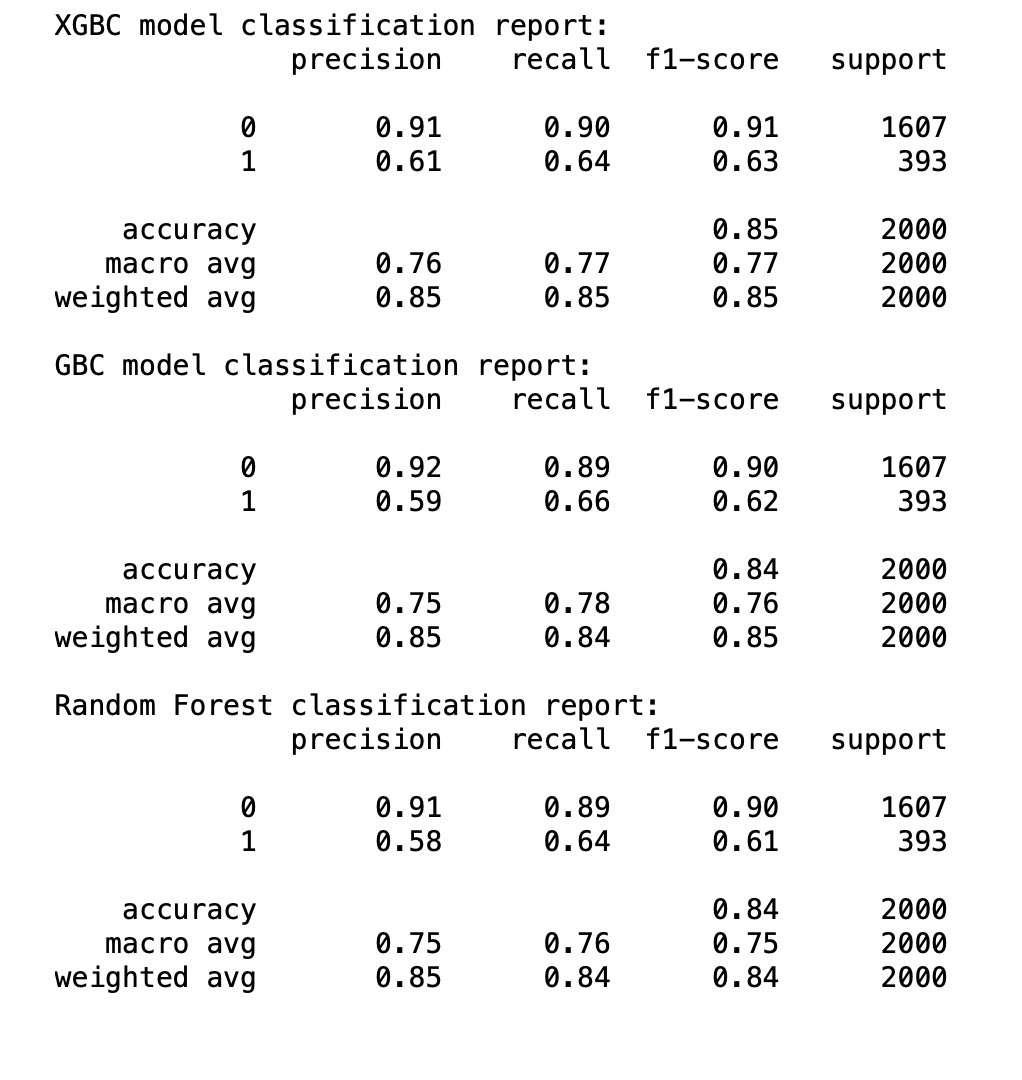 XGBC model classification report:
              precision    recall  f1-score   support

           0       0.91      0.90      0.91      1607
           1       0.61      0.64      0.63       393

    accuracy                           0.85      2000
   macro avg       0.76      0.77      0.77      2000
weighted avg       0.85      0.85      0.85      2000

GBC model classification report:
              precision    recall  f1-score   support

           0       0.92      0.89      0.90      1607
           1       0.59      0.66      0.62       393

    accuracy                           0.84      2000
   macro avg       0.75      0.78      0.76      2000
weighted avg       0.85      0.84      0.85      2000

Random Forest classification report:
              precision    recall  f1-score   support

           0       0.91      0.89      0.90      1607
           1       0.58      0.64      0.61       393

    accuracy                           0.84      2000
   macro avg       0.75      0.76      0.75      2000
weighted avg       0.85      0.84      0.84      2000